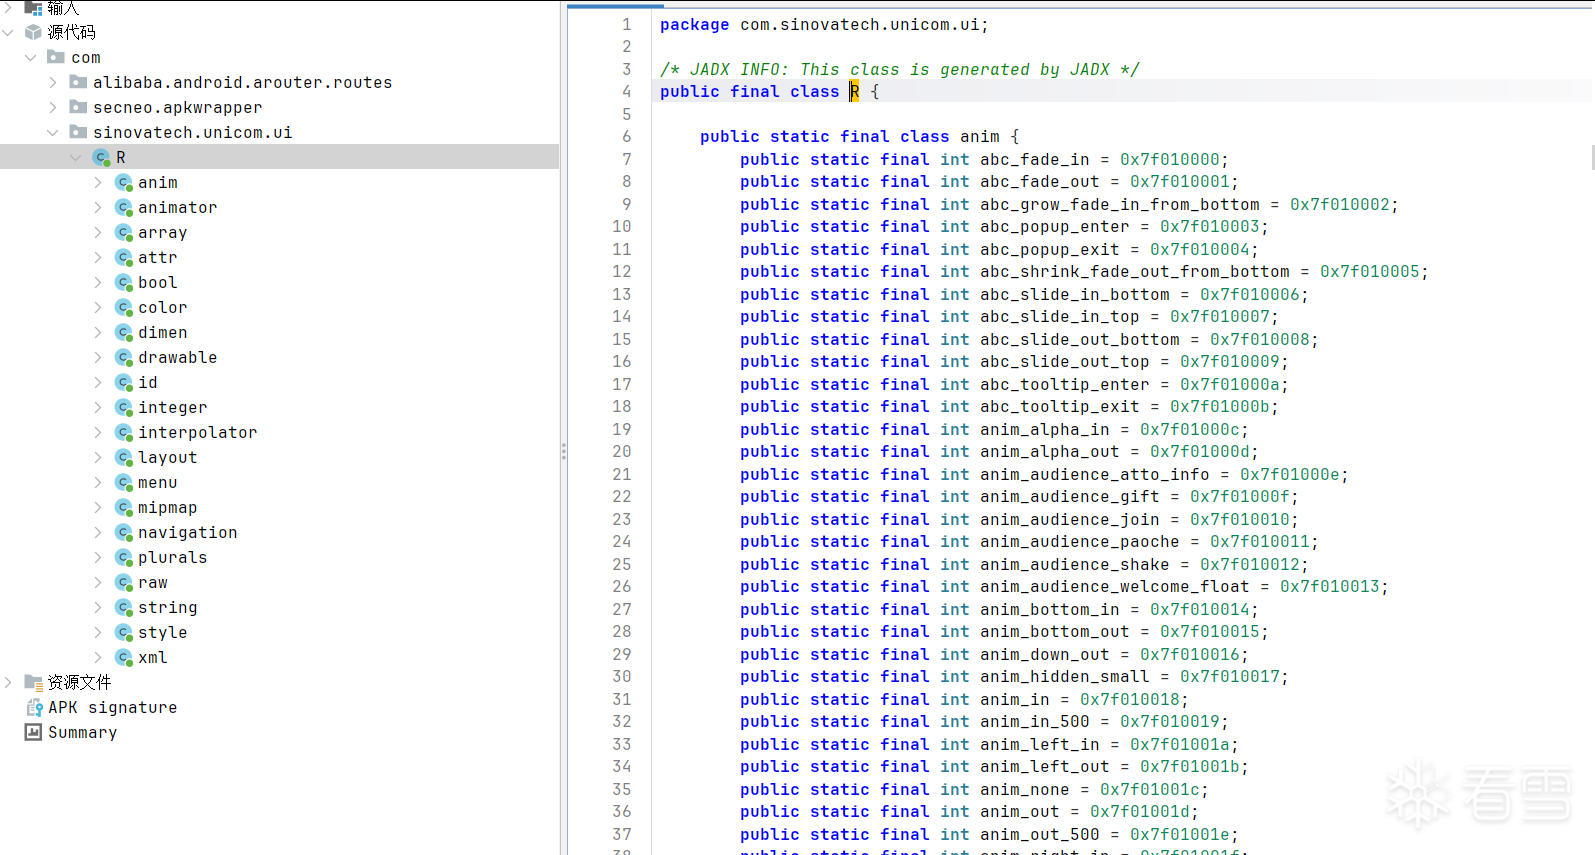 输入
源代码
com
alibaba.android.arouter.routes
secneo.apkwrapper
sinovatech.unicom.ui
R
anim
animator
array
attr
bool
color
dimen
drawable
id
integer
interpolator
layout
menu
mipmap
navigation
plurals
raw
string
style
xml
资源文件
APK signature
Summary
1 package com.sinovatech.unicom.ui;
2
3 /* JADX INFO: This class is generated by JADX */
4 public final class R {
5
6 public static final class anim {
7 public static final int abc_fade_in = 0x7f010000;
8 public static final int abc_fade_out = 0x7f010001;
9 public static final int abc_grow_fade_in_from_bottom = 0x7f010002;
10 public static final int abc_popup_enter = 0x7f010003;
11 public static final int abc_popup_exit = 0x7f010004;
12 public static final int abc_shrink_fade_out_from_bottom = 0x7f010005;
13 public static final int abc_slide_in_bottom = 0x7f010006;
14 public static final int abc_slide_in_top = 0x7f010007;
15 public static final int abc_slide_out_bottom = 0x7f010008;
16 public static final int abc_slide_out_top = 0x7f010009;
17 public static final int abc_tooltip_enter = 0x7f01000a;
18 public static final int abc_tooltip_exit = 0x7f01000b;
19 public static final int anim_alpha_in = 0x7f01000c;
20 public static final int anim_alpha_out = 0x7f01000d;
21 public static final int anim_audience_atto_info = 0x7f01000e;
22 public static final int anim_audience_gift = 0x7f01000f;
23 public static final int anim_audience_join = 0x7f010010;
24 public static final int anim_audience_paoche = 0x7f010011;
25 public static final int anim_audience_shake = 0x7f010012;
26 public static final int anim_audience_welcome_float = 0x7f010013;
27 public static final int anim_bottom_in = 0x7f010014;
28 public static final int anim_bottom_out = 0x7f010015;
29 public static final int anim_down_out = 0x7f010016;
30 public static final int anim_hidden_small = 0x7f010017;
31 public static final int anim_in = 0x7f010018;
32 public static final int anim_in_500 = 0x7f010019;
33 public static final int anim_left_in = 0x7f01001a;
34 public static final int anim_left_out = 0x7f01001b;
35 public static final int anim_none = 0x7f01001c;
36 public static final int anim_out = 0x7f01001d;
37 public static final int anim_out_500 = 0x7f01001e;
38 public static final int anim_right_in = 0x7f01001f;
看雪